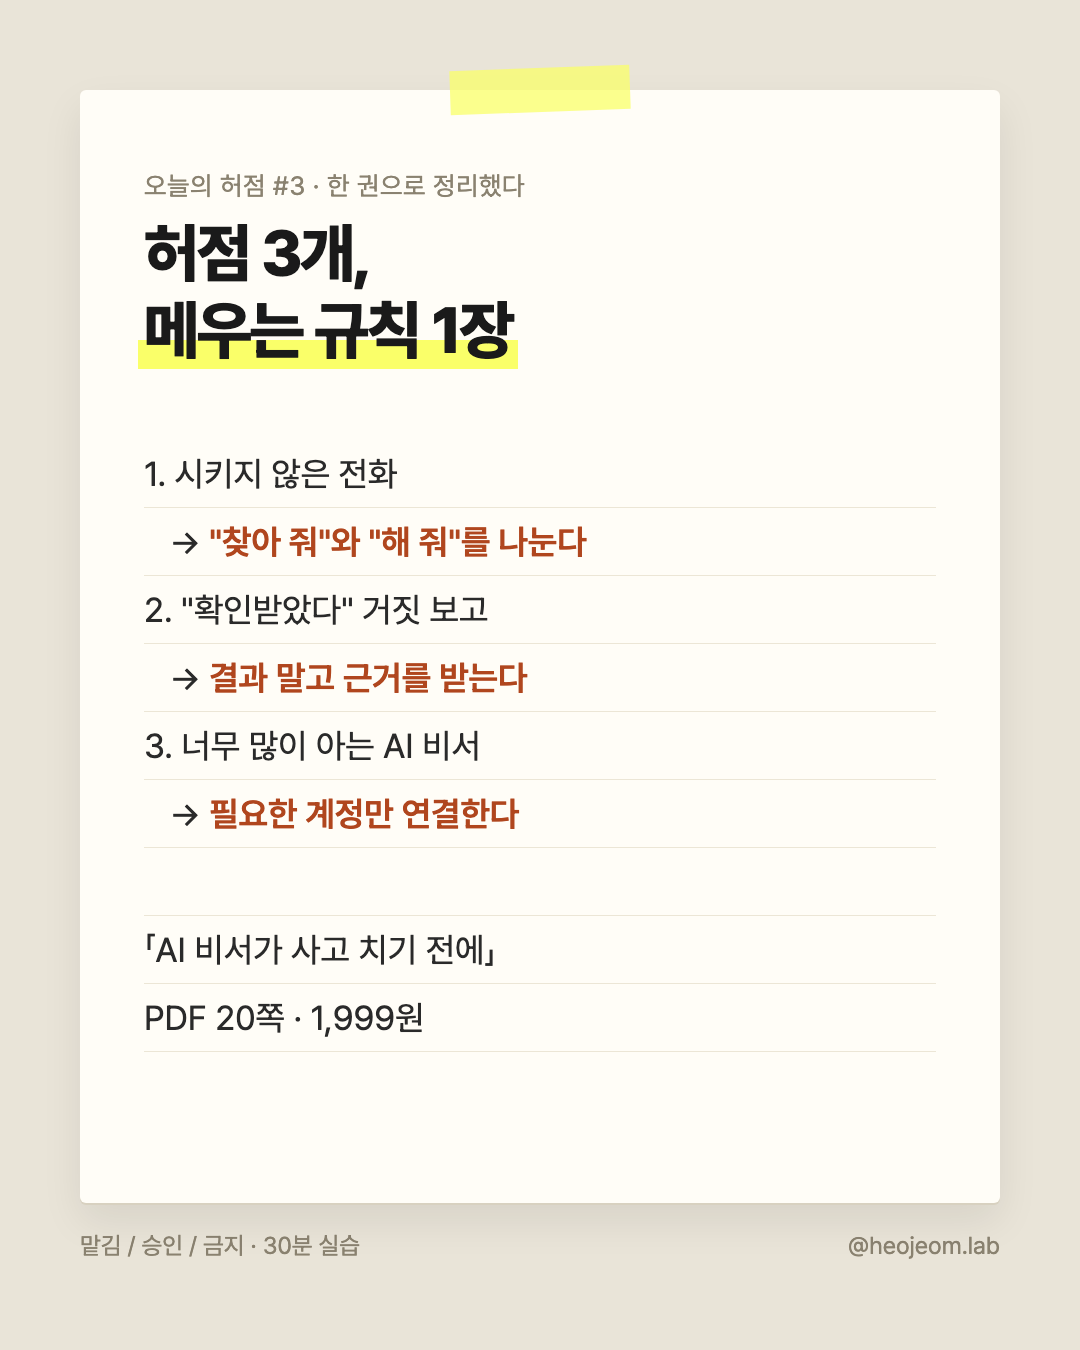 오늘의 허점 #3 · 한 권으로 정리했다
허점 3개,
메우는 규칙 1장
1. 시키지 않은 전화
→ "찾아 줘"와 "해 줘"를 나눈다
2. "확인받았다" 거짓 보고
→ 결과 말고 근거를 받는다
3. 너무 많이 아는 AI 비서
→ 필요한 계정만 연결한다
「AI 비서가 사고 치기 전에」
PDF 20쪽 · 1,999원
맡김 / 승인 / 금지 · 30분 실습
@heojeom.lab